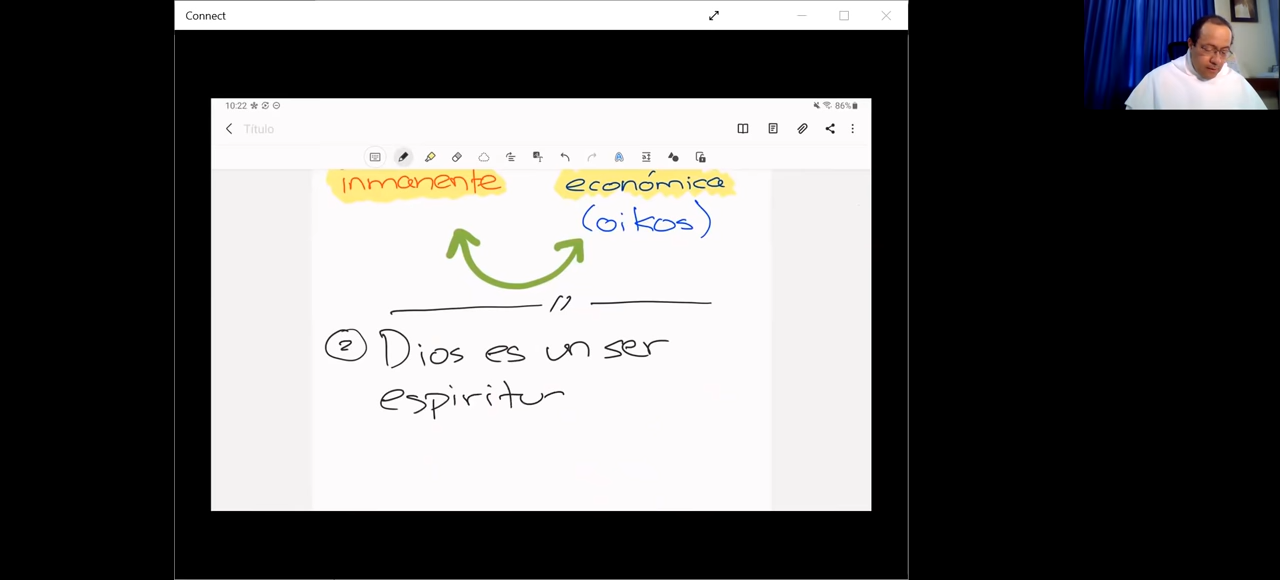 Connect
10:22 86%
Título
inmanente económica
(oikos)
② Dios es un ser
espiritu